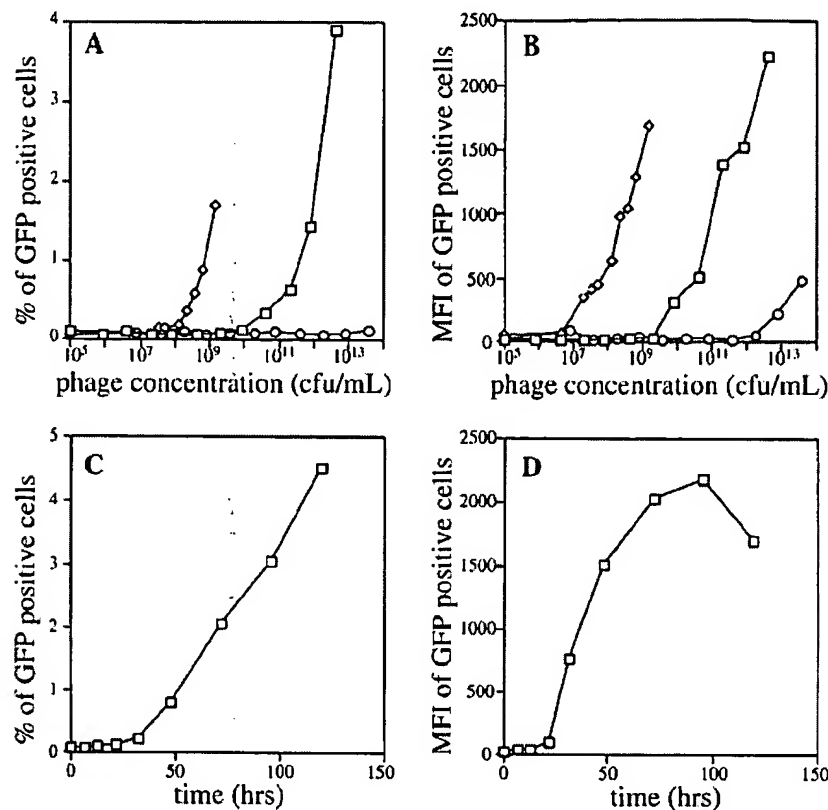 A
% of GFP positive cells
4
3
2
1
0
10^5 10^7 10^9 10^11 10^13
phage concentration (cfu/mL)
B
MFI of GFP positive cells
2500
2000
1500
1000
500
0
10^5 10^7 10^9 10^11 10^13
phage concentration (cfu/mL)
C
% of GFP positive cells
5
4
3
2
1
0
0 50 100 150
time (hrs)
D
MFI of GFP positive cells
2500
2000
1500
1000
500
0
0 50 100 150
time (hrs)